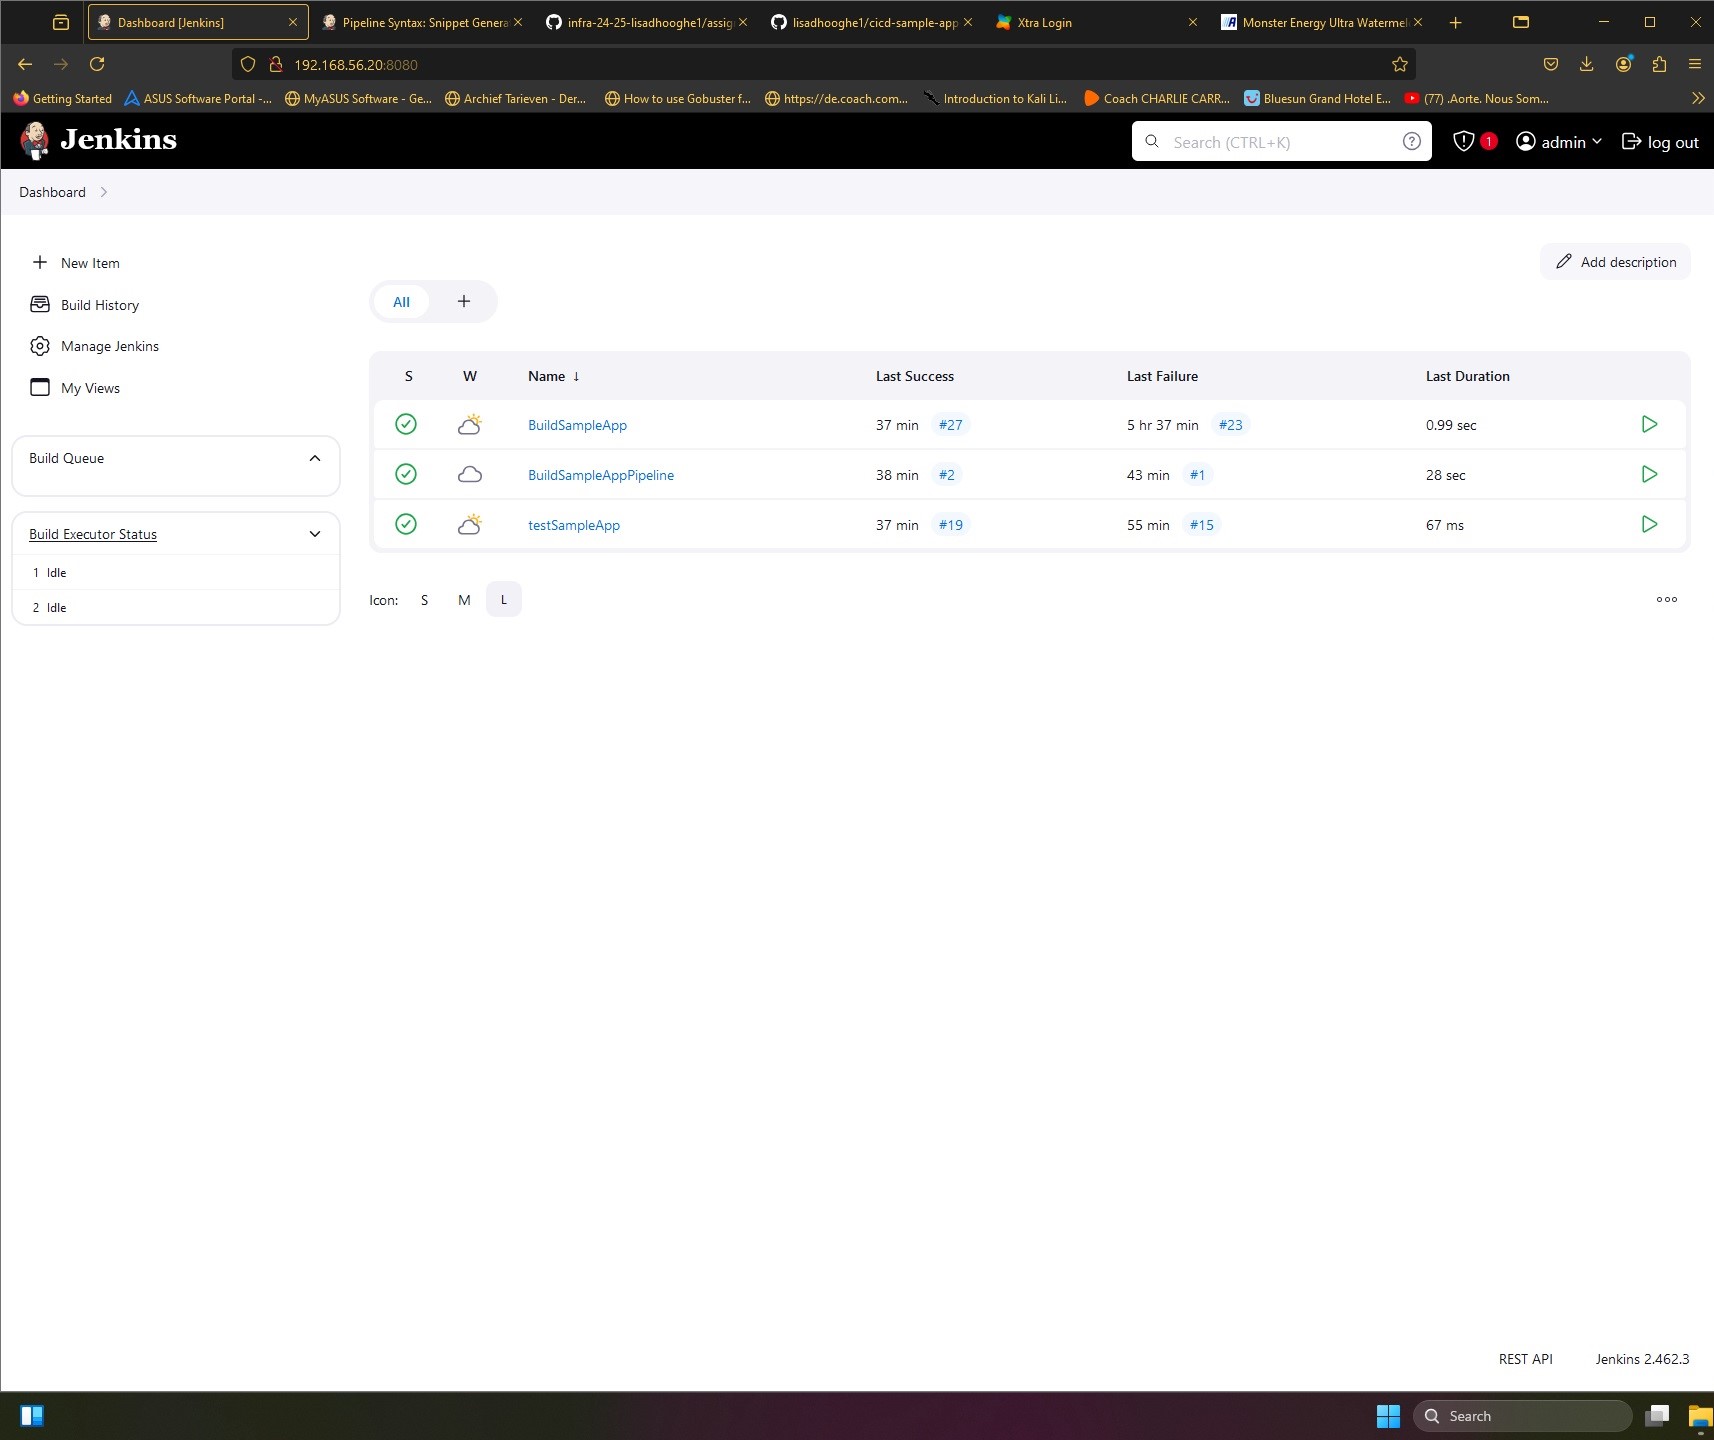 Dashboard [Jenkins]
Pipeline Syntax: Snippet Genera
infra-24-25-lisadhooghe1/assig
lisadhooghe1/cicd-sample-app
Xtra Login
Monster Energy Ultra Watermel
192.168.56.20:8080
Getting Started
ASUS Software Portal -...
MyASUS Software - Ge...
Archief Tarieven - Der...
How to use Gobuster f...
https://de.coach.com...
Introduction to Kali Li...
Coach CHARLIE CARR...
Bluesun Grand Hotel E...
(77) .Aorte. Nous Som...
Jenkins
Search (CTRL+K)
1
admin
log out
Dashboard
New Item
Build History
Manage Jenkins
My Views
Build Queue
Build Executor Status
1 Idle
2 Idle
Add description
All +
S W Name ↓ Last Success Last Failure Last Duration
BuildSampleApp 37 min #27 5 hr 37 min #23 0.99 sec
BuildSampleAppPipeline 38 min #2 43 min #1 28 sec
testSampleApp 37 min #19 55 min #15 67 ms
Icon: S M L
REST API Jenkins 2.462.3
Search